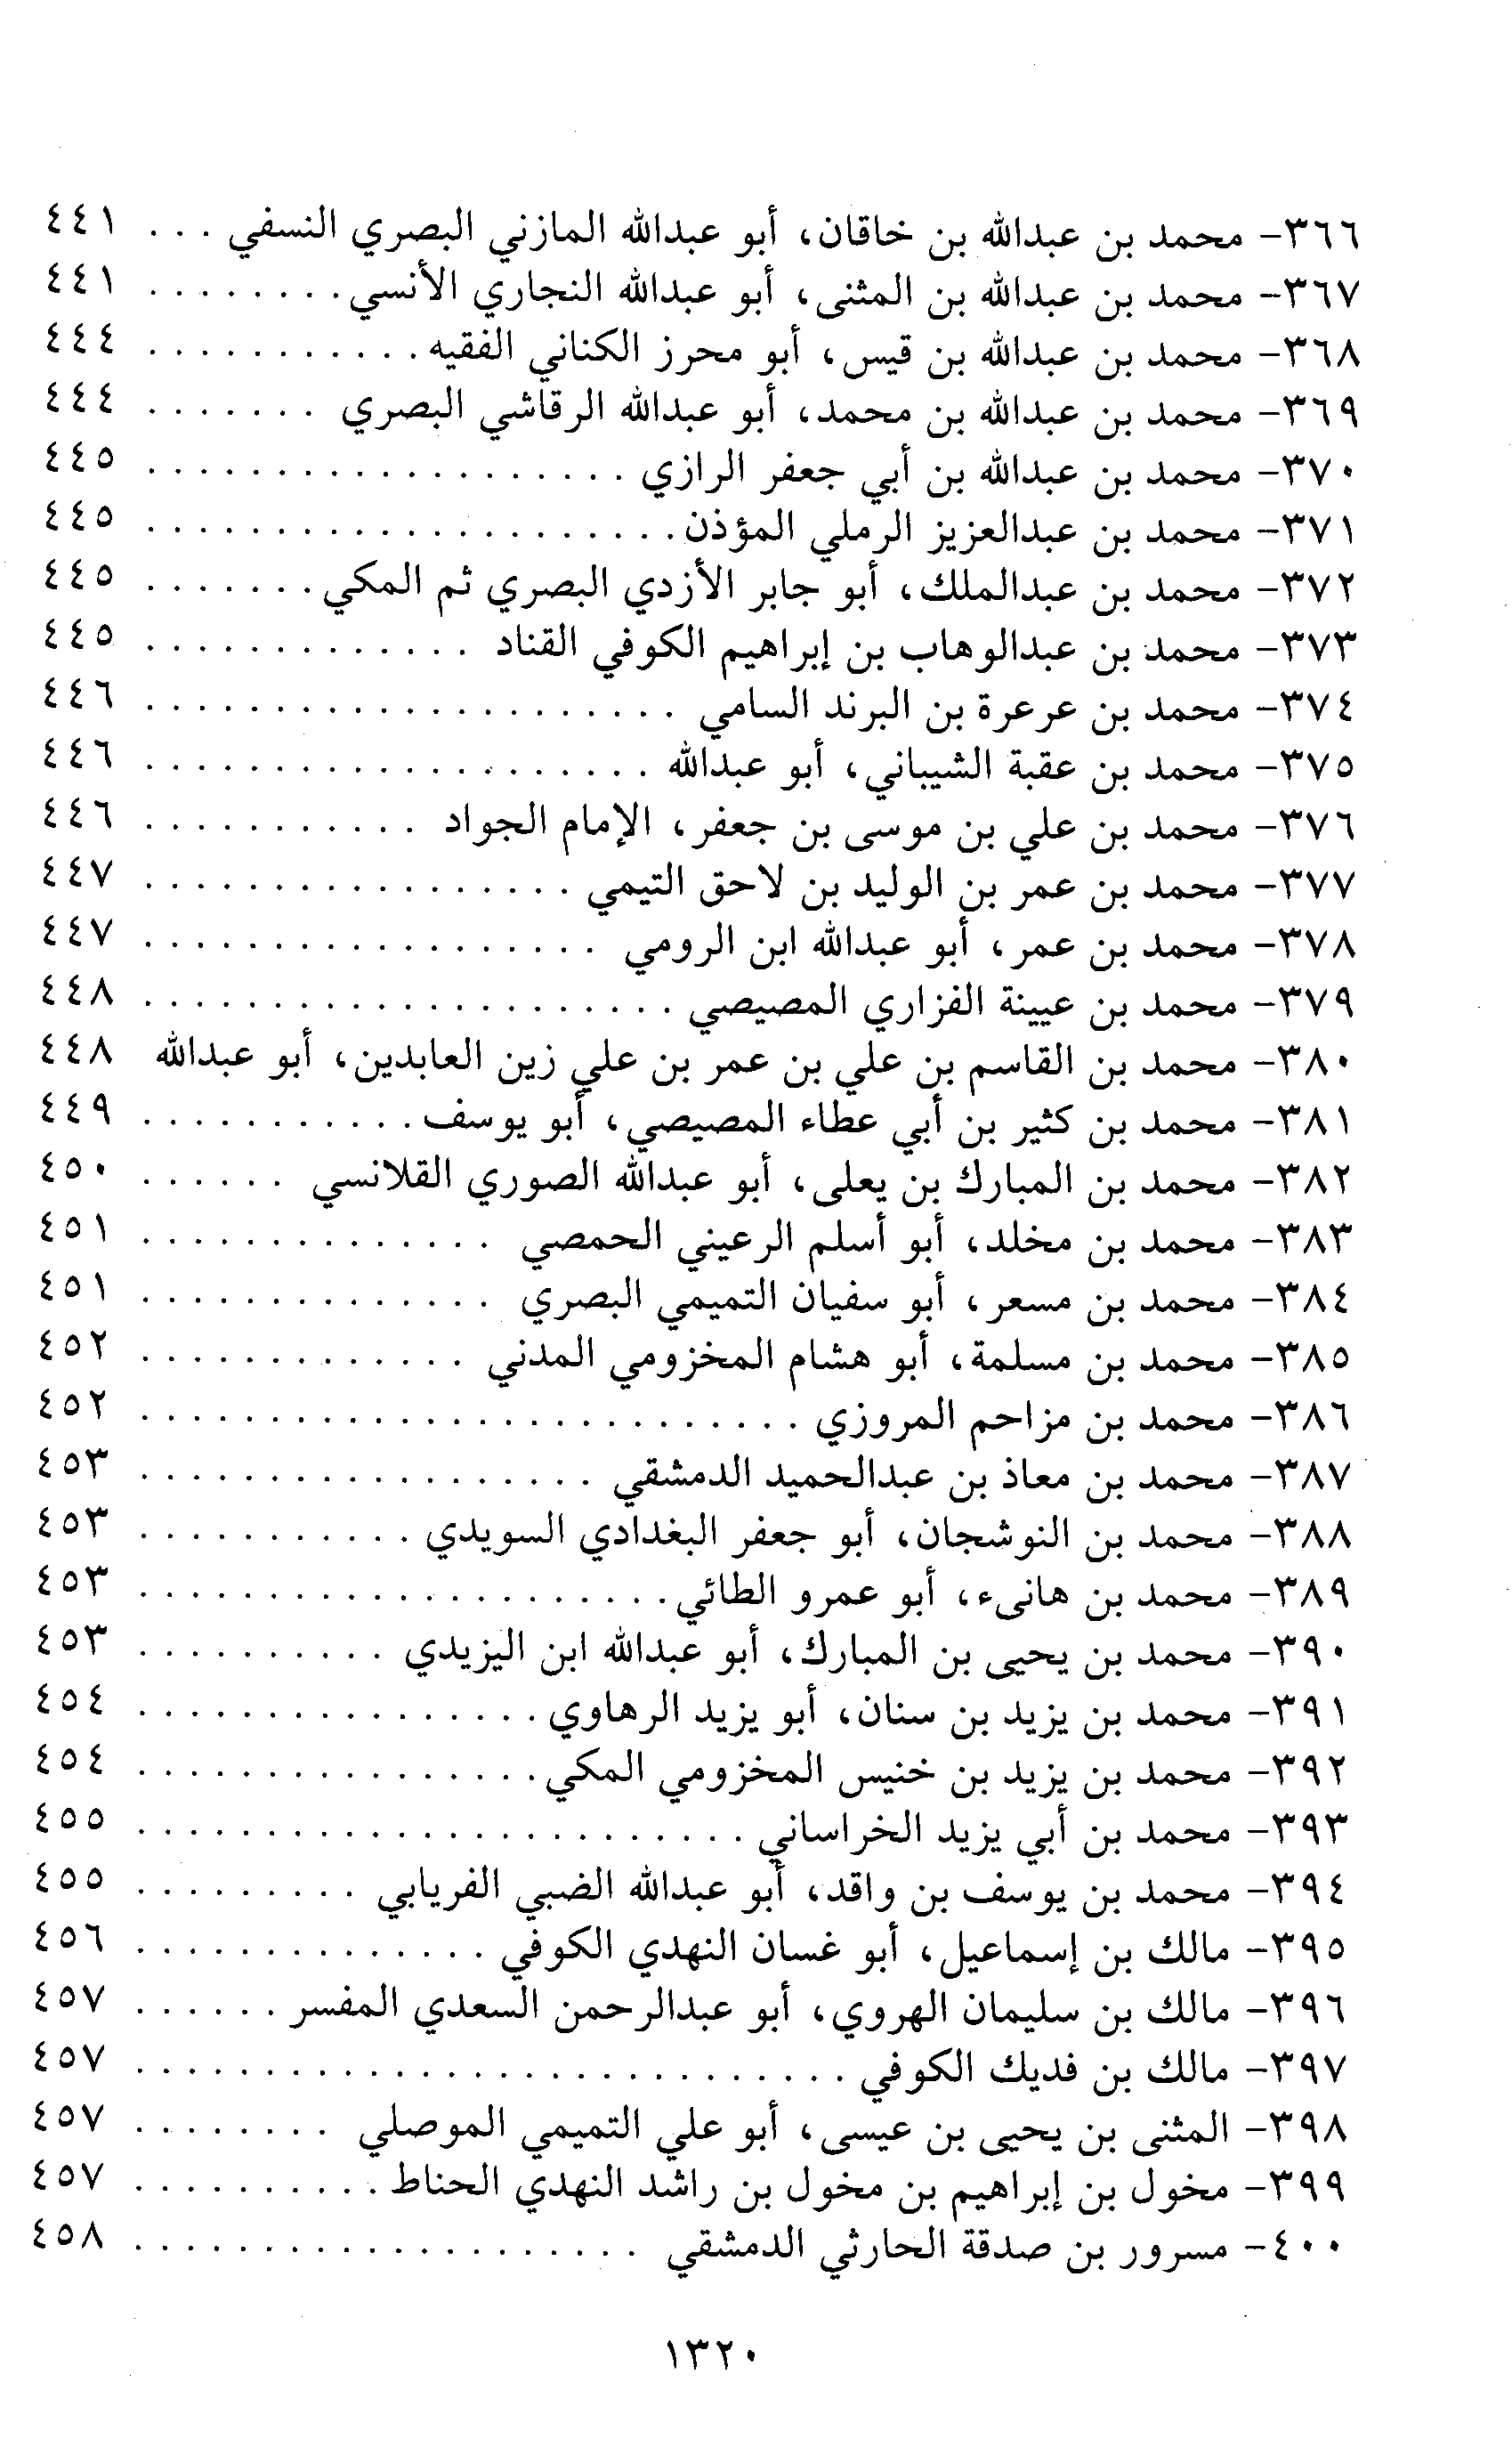 ٣٦٦- محمد بن عبدالله بن خاقان، أبو عبدالله المازني البصري النسفي . . . ٤٤١
٣٦٧- محمد بن عبدالله بن المثنى، أبو عبدالله النجاري الأنسي . . . . . . . . ٤٤١
٣٦٨- محمد بن عبدالله بن قيس، أبو محرز الكناني الفقيه . . . . . . . . . . . ٤٤٤
٣٦٩- محمد بن عبدالله بن محمد، أبو عبدالله الرقاشي البصري . . . . . . . ٤٤٤
٣٧٠- محمد بن عبدالله بن أبي جعفر الرازي . . . . . . . . . . . . . . . . . . . ٤٤٥
٣٧١- محمد بن عبدالعزيز الرملي المؤذن . . . . . . . . . . . . . . . . . . . . . ٤٤٥
٣٧٢- محمد بن عبدالملك، أبو جابر الأزدي البصري ثم المكي . . . . . . . ٤٤٥
٣٧٣- محمد بن عبدالوهاب بن إبراهيم الكوفي القناد . . . . . . . . . . . . . ٤٤٥
٣٧٤- محمد بن عرعرة بن البرند السامي . . . . . . . . . . . . . . . . . . . . . ٤٤٦
٣٧٥- محمد بن عقبة الشيباني، أبو عبدالله . . . . . . . . . . . . . . . . . . . . ٤٤٦
٣٧٦- محمد بن علي بن موسى بن جعفر، الإمام الجواد . . . . . . . . . . . ٤٤٦
٣٧٧- محمد بن عمر بن الوليد بن لاحق التيمي . . . . . . . . . . . . . . . . . ٤٤٧
٣٧٨- محمد بن عمر، أبو عبدالله ابن الرومي . . . . . . . . . . . . . . . . . . ٤٤٧
٣٧٩- محمد بن عيينة الفزاري المصيصي . . . . . . . . . . . . . . . . . . . . . ٤٤٨
٣٨٠- محمد بن القاسم بن علي بن عمر بن علي زين العابدين، أبو عبدالله ٤٤٨
٣٨١- محمد بن كثير بن أبي عطاء المصيصي، أبو يوسف . . . . . . . . . . . ٤٤٩
٣٨٢- محمد بن المبارك بن يعلى، أبو عبدالله الصوري القلانسي . . . . . . ٤٥٠
٣٨٣- محمد بن مخلد، أبو أسلم الرعيني الحمصي . . . . . . . . . . . . . . ٤٥١
٣٨٤- محمد بن مسعر، أبو سفيان التميمي البصري . . . . . . . . . . . . . . ٤٥١
٣٨٥- محمد بن مسلمة، أبو هشام المخزومي المدني . . . . . . . . . . . . . ٤٥٢
٣٨٦- محمد بن مزاحم المروزي . . . . . . . . . . . . . . . . . . . . . . . . . . ٤٥٢
٣٨٧- محمد بن معاذ بن عبدالحميد الدمشقي . . . . . . . . . . . . . . . . . . ٤٥٣
٣٨٨- محمد بن النوشجان، أبو جعفر البغدادي السويدي . . . . . . . . . . . ٤٥٣
٣٨٩- محمد بن هانىء، أبو عمرو الطائي . . . . . . . . . . . . . . . . . . . . . ٤٥٣
٣٩٠- محمد بن يحيى بن المبارك، أبو عبدالله ابن اليزيدي . . . . . . . . . . ٤٥٣
٣٩١- محمد بن يزيد بن سنان، أبو يزيد الرهاوي . . . . . . . . . . . . . . . . ٤٥٤
٣٩٢- محمد بن يزيد بن خنيس المخزومي المكي . . . . . . . . . . . . . . . . ٤٥٤
٣٩٣- محمد بن أبي يزيد الخراساني . . . . . . . . . . . . . . . . . . . . . . . . ٤٥٥
٣٩٤- محمد بن يوسف بن واقد، أبو عبدالله الضبي الفريابي . . . . . . . . . ٤٥٥
٣٩٥- مالك بن إسماعيل، أبو غسان النهدي الكوفي . . . . . . . . . . . . . . ٤٥٦
٣٩٦- مالك بن سليمان الهروي، أبو عبدالرحمن السعدي المفسر . . . . . . ٤٥٧
٣٩٧- مالك بن فديك الكوفي . . . . . . . . . . . . . . . . . . . . . . . . . . . . ٤٥٧
٣٩٨- المثنى بن يحيى بن عيسى، أبو علي التميمي الموصلي . . . . . . . . ٤٥٧
٣٩٩- مخول بن إبراهيم بن مخول بن راشد النهدي الحناط . . . . . . . . . . ٤٥٧
٤٠٠- مسرور بن صدقة الحارثي الدمشقي . . . . . . . . . . . . . . . . . . . . ٤٥٨
١٣٢٠